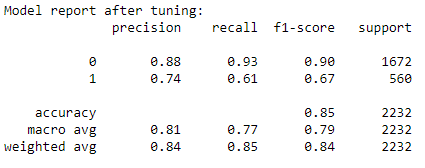 Model report after tuning:
precision recall f1-score support
0 0.88 0.93 0.90 1672
1 0.74 0.61 0.67 560
accuracy 0.85 2232
macro avg 0.81 0.77 0.79 2232
weighted avg 0.84 0.85 0.84 2232